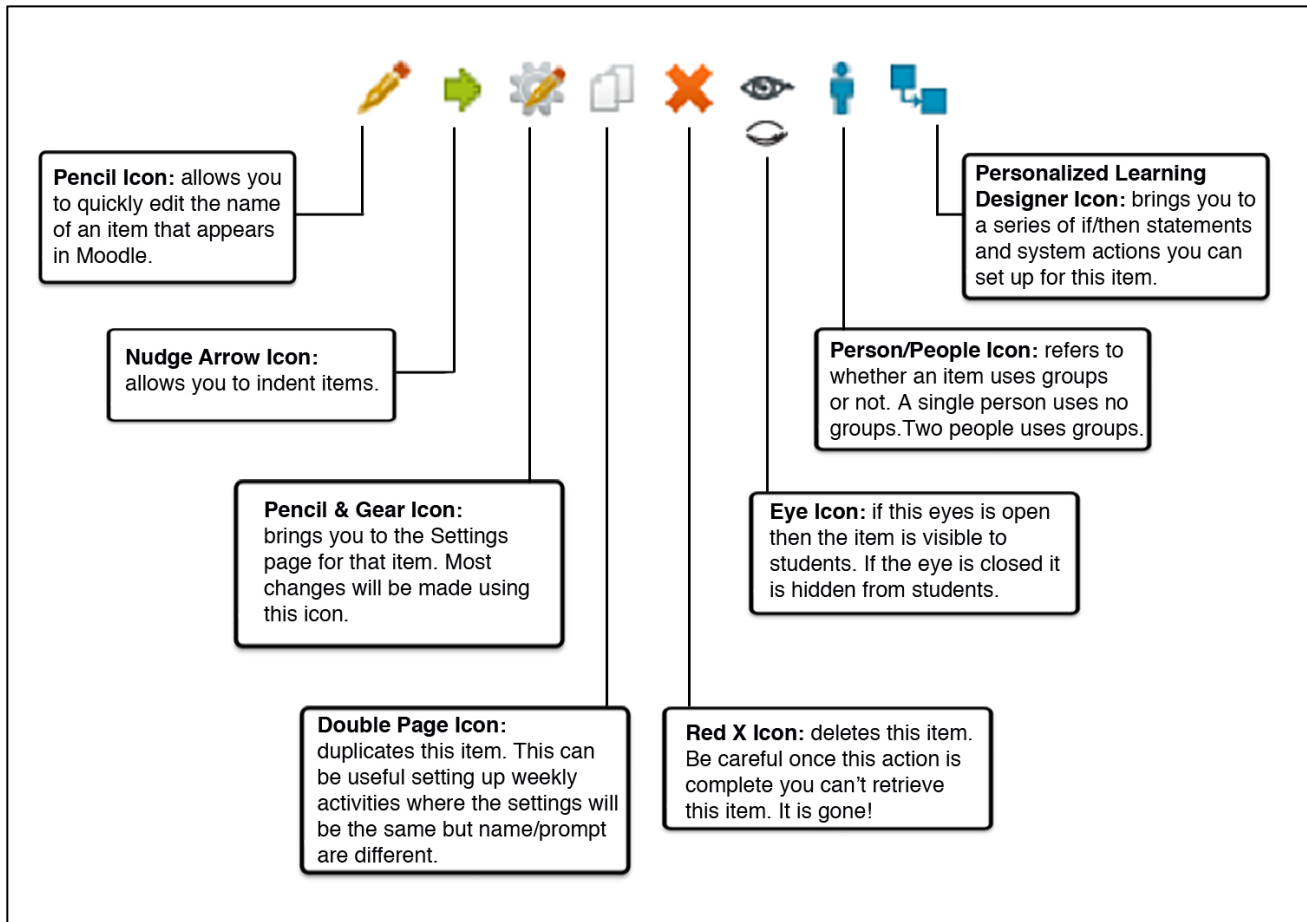 Pencil Icon: allows you
to quickly edit the name
of an item that appears
in Moodle.
Nudge Arrow Icon:
allows you to indent items.
Pencil & Gear Icon:
brings you to the Settings
page for that item. Most
changes will be made using
this icon.
Double Page Icon:
duplicates this item. This can
be useful setting up weekly
activities where the settings will
be the same but name/prompt
are different.
Red X Icon: deletes this item.
Be careful once this action is
complete you can't retrieve
this item. It is gone!
Eye Icon: if this eyes is open
then the item is visible to
students. If the eye is closed it
is hidden from students.
Person/People Icon: refers to
whether an item uses groups
or not. A single person uses no
groups.Two people uses groups.
Personalized Learning
Designer Icon: brings you to
a series of if/then statements
and system actions you can
set up for this item.